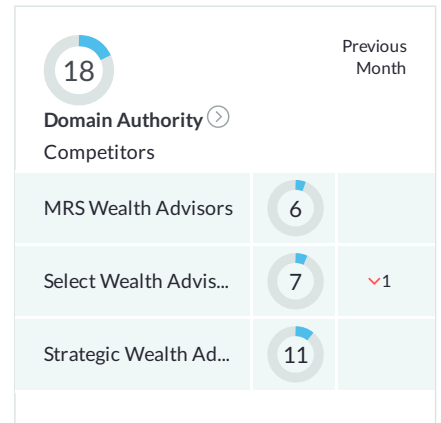 18
Previous
Month
Domain Authority
Competitors
MRS Wealth Advisors 6
Select Wealth Advis... 7 1
Strategic Wealth Ad... 11